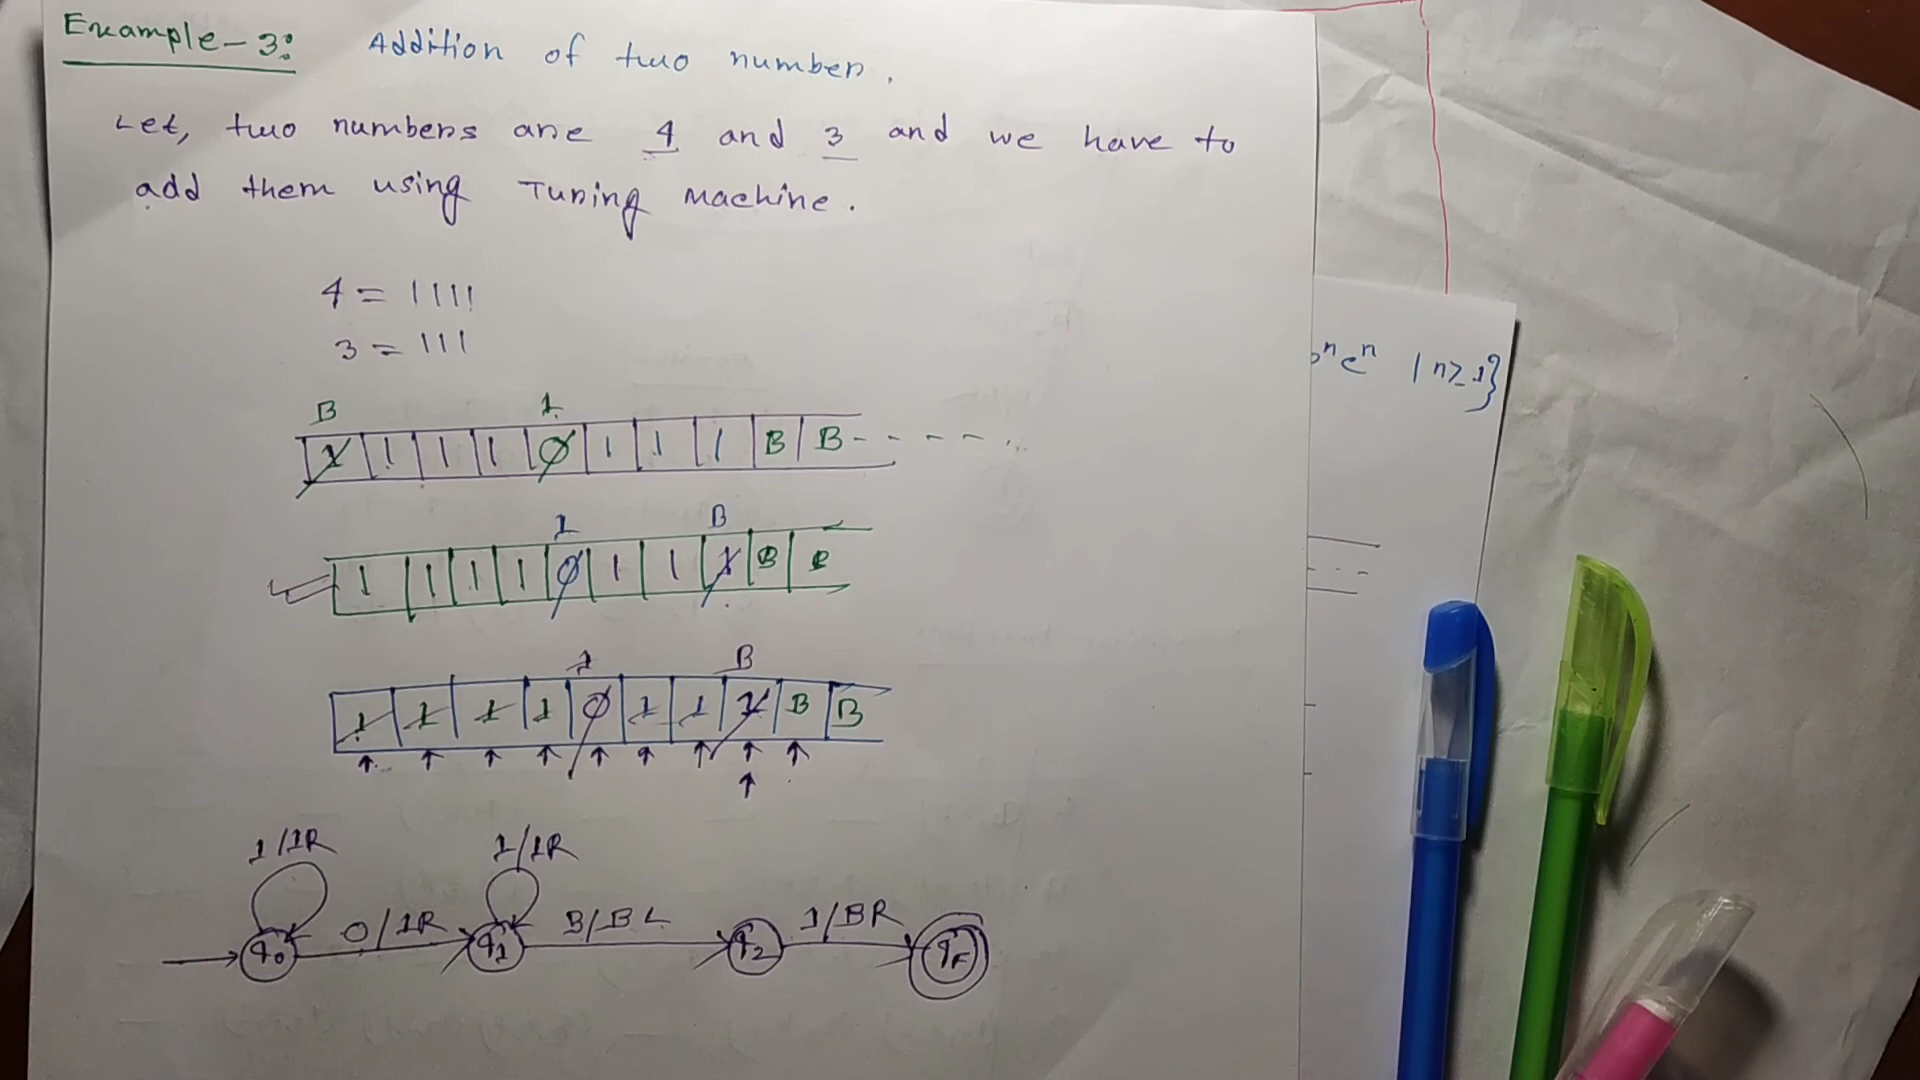 Example-3:
Addition of two number.
Let, two numbers are 4 and 3 and we have to
add them using Turing Machine.
4 = 1111
3 = 111
B 1
1 1 1 1 0 1 1 1 B B - - - -
1 B
1 1 1 1 0 1 1 1 B B
1 B
1 1 1 1 0 1 1 1 B B
1/1R 1/1R
0/1R B/BL 1/BR
q0 q1 q2 qF
bⁿcⁿ | n≥1}